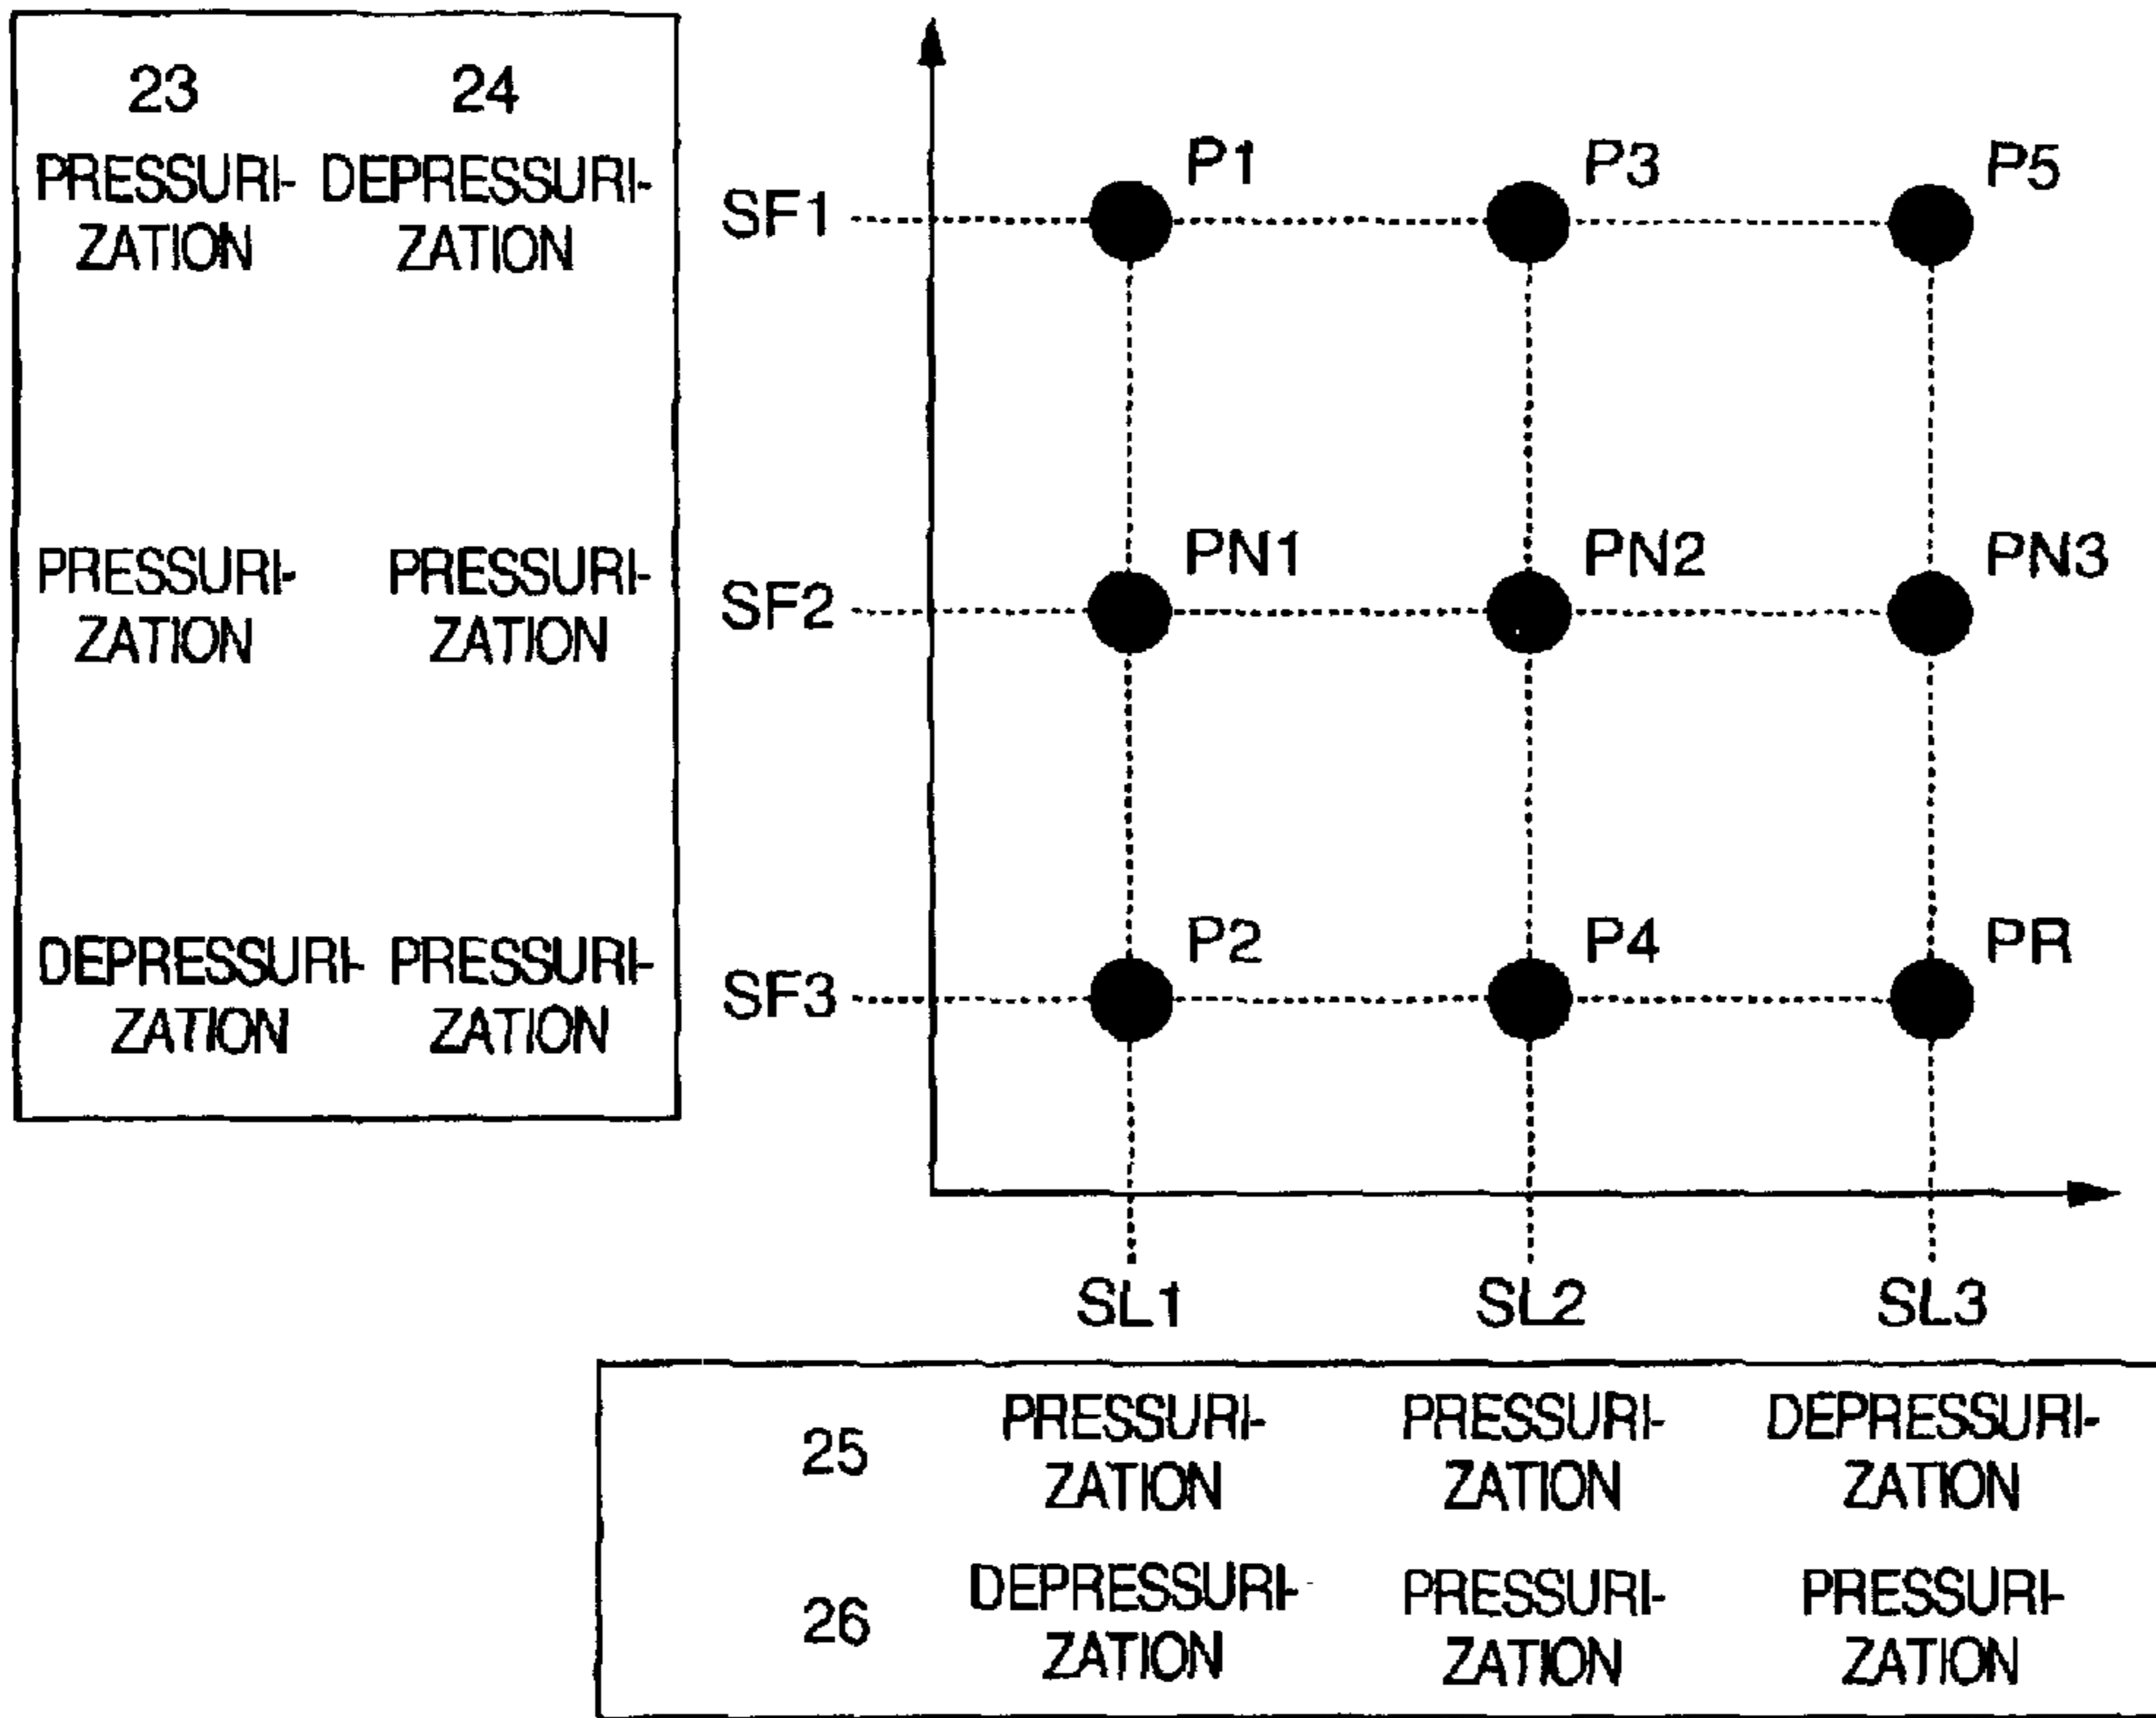 23 24
PRESSURI- DEPRESSURI-
ZATION ZATION
PRESSURI- PRESSURI-
ZATION ZATION
DEPRESSURI- PRESSURI-
ZATION ZATION
P1 P3 P5
SF1
PN1 PN2 PN3
SF2
P2 P4 PR
SF3
SL1 SL2 SL3
25 PRESSURI- PRESSURI- DEPRESSURI-
ZATION ZATION ZATION
26 DEPRESSURI- PRESSURI- PRESSURI-
ZATION ZATION ZATION